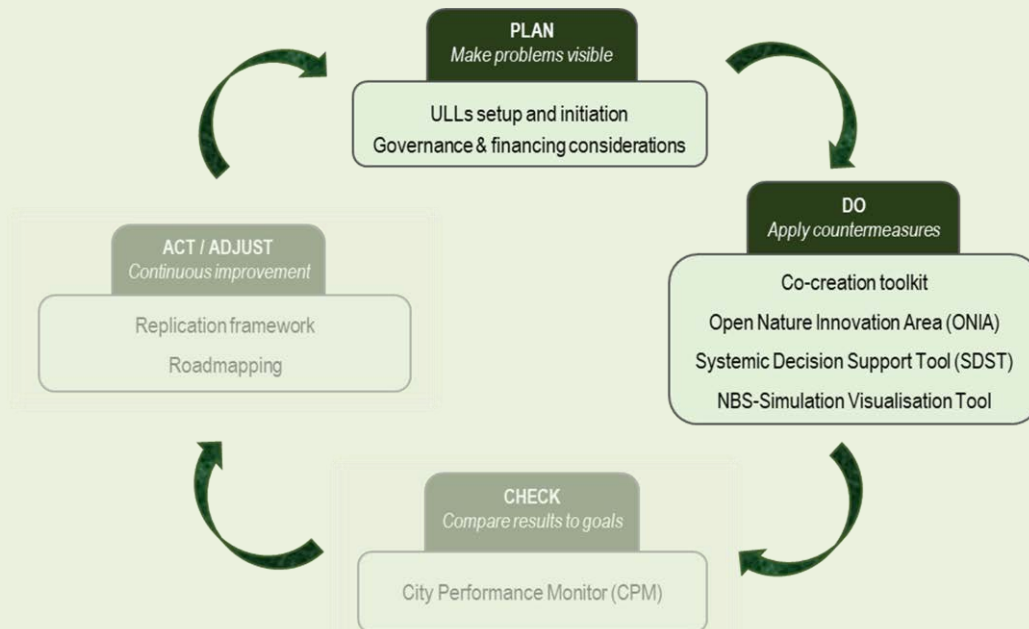 PLAN
Make problems visible
ULLs setup and initiation
Governance & financing considerations
DO
Apply countermeasures
Co-creation toolkit
Open Nature Innovation Area (ONIA)
Systemic Decision Support Tool (SDST)
NBS-Simulation Visualisation Tool
CHECK
Compare results to goals
City Performance Monitor (CPM)
ACT / ADJUST
Continuous improvement
Replication framework
Roadmapping